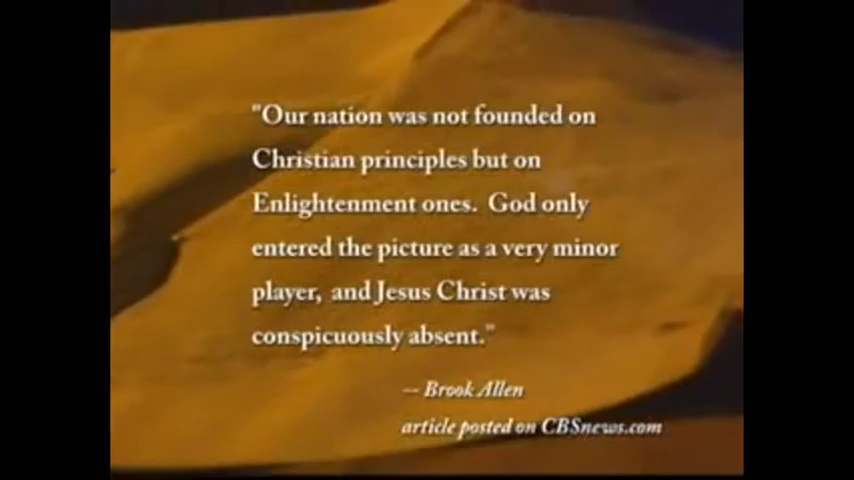 "Our nation was not founded on
Christian principles but on
Enlightenment ones. God only
entered the picture as a very minor
player, and Jesus Christ was
conspicuously absent."
— Brook Allen
article posted on CBSnews.com